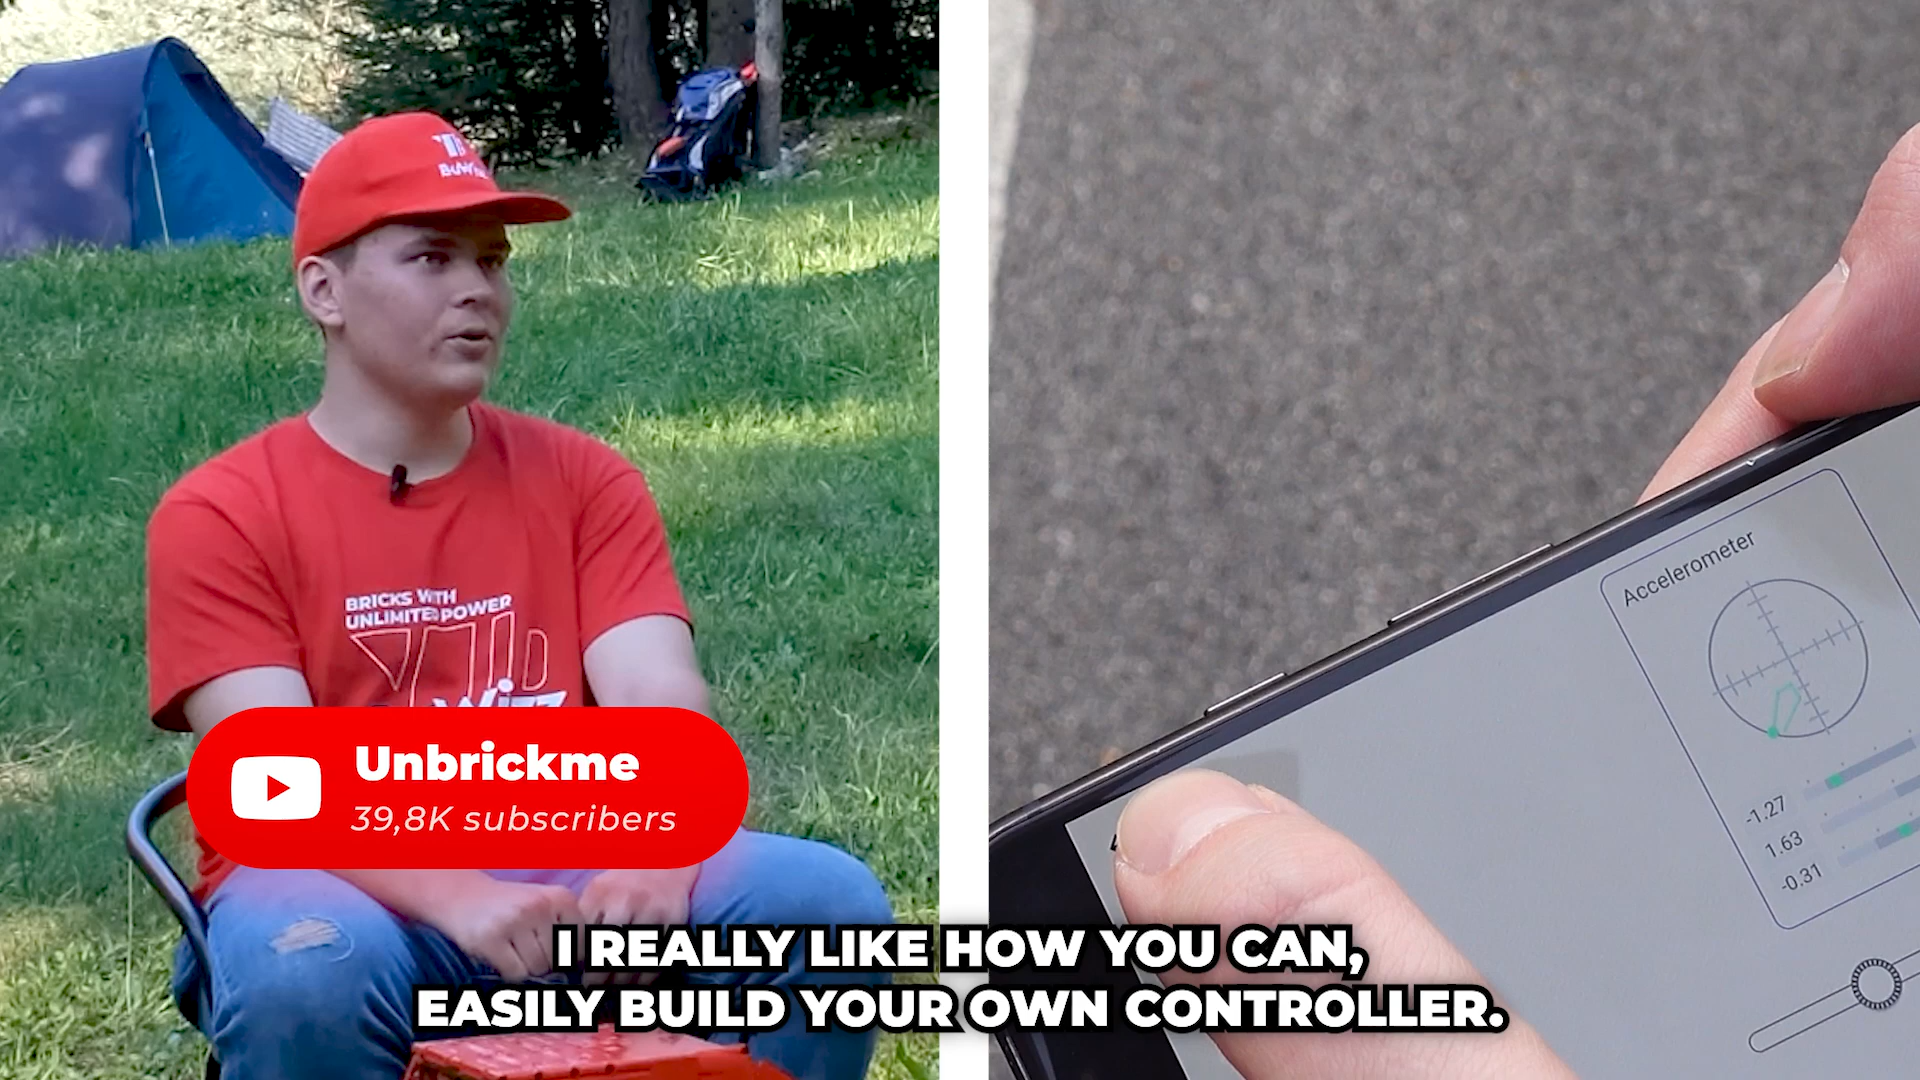 BuWizz
BRICKS WITH
UNLIMITED POWER
Unbrickme
39,8K subscribers
Accelerometer
-1.27
1.63
-0.31
I REALLY LIKE HOW YOU CAN,
EASILY BUILD YOUR OWN CONTROLLER.